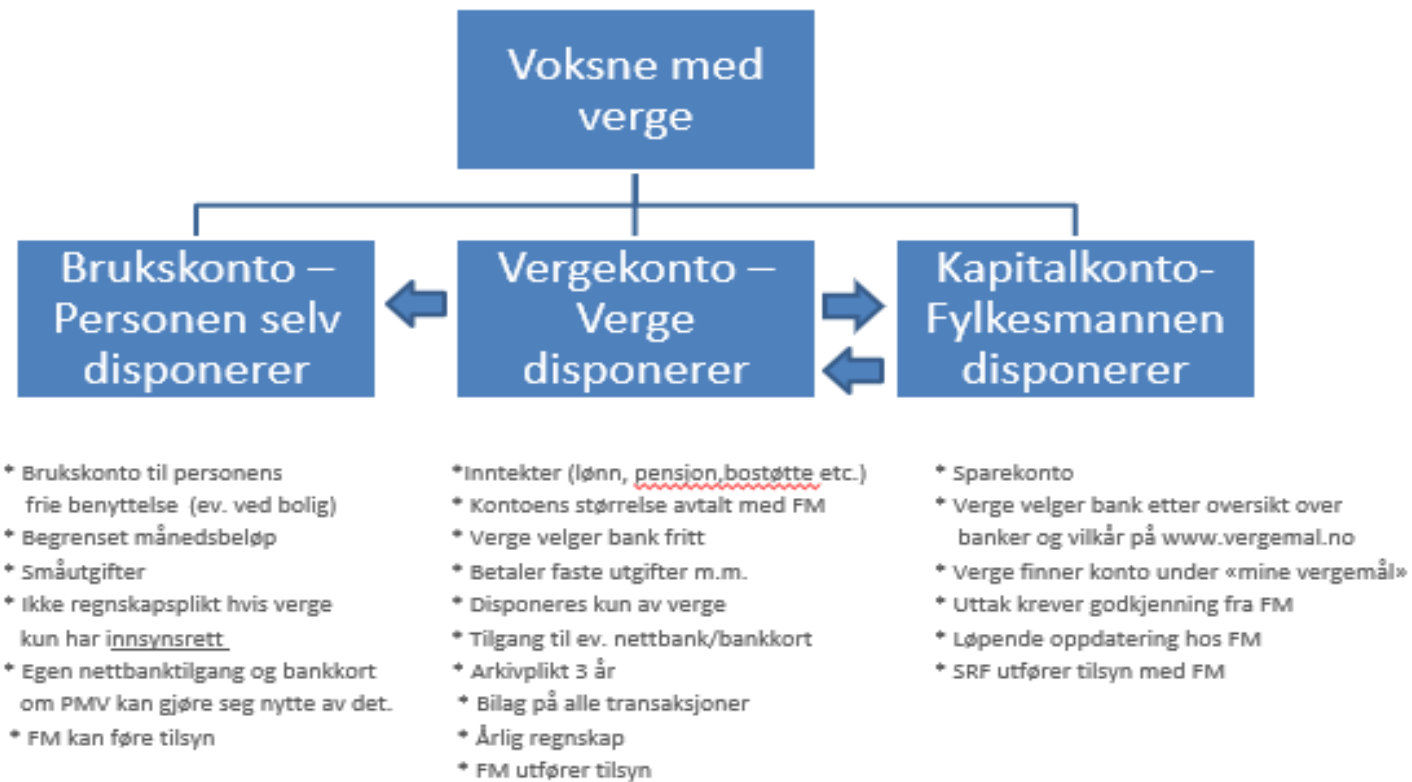 Voksne med
verge
Brukskonto –
Personen selv
disponerer
Vergekonto –
Verge
disponerer
Kapitalkonto-
Fylkesmannen
disponerer
* Brukskonto til personens
frie benyttelse (ev. ved bolig)
* Begrenset månedsbeløp
* Småutgifter
* Ikke regnskapsplikt hvis verge
kun har innsynsrett
* Egen nettbanktilgang og bankkort
om PMV kan gjøre seg nytte av det.
* FM kan føre tilsyn
*Inntekter (lønn, pensjon,bostøtte etc.)
* Kontoens størrelse avtalt med FM
* Verge velger bank fritt
* Betaler faste utgifter m.m.
* Disponeres kun av verge
* Tilgang til ev. nettbank/bankkort
* Arkivplikt 3 år
* Bilag på alle transaksjoner
* Årlig regnskap
* FM utfører tilsyn
* Sparekonto
* Verge velger bank etter oversikt over
banker og vilkår på www.vergemal.no
* Verge finner konto under «mine vergemål»
* Uttak krever godkjenning fra FM
* Løpende oppdatering hos FM
* SRF utfører tilsyn med FM